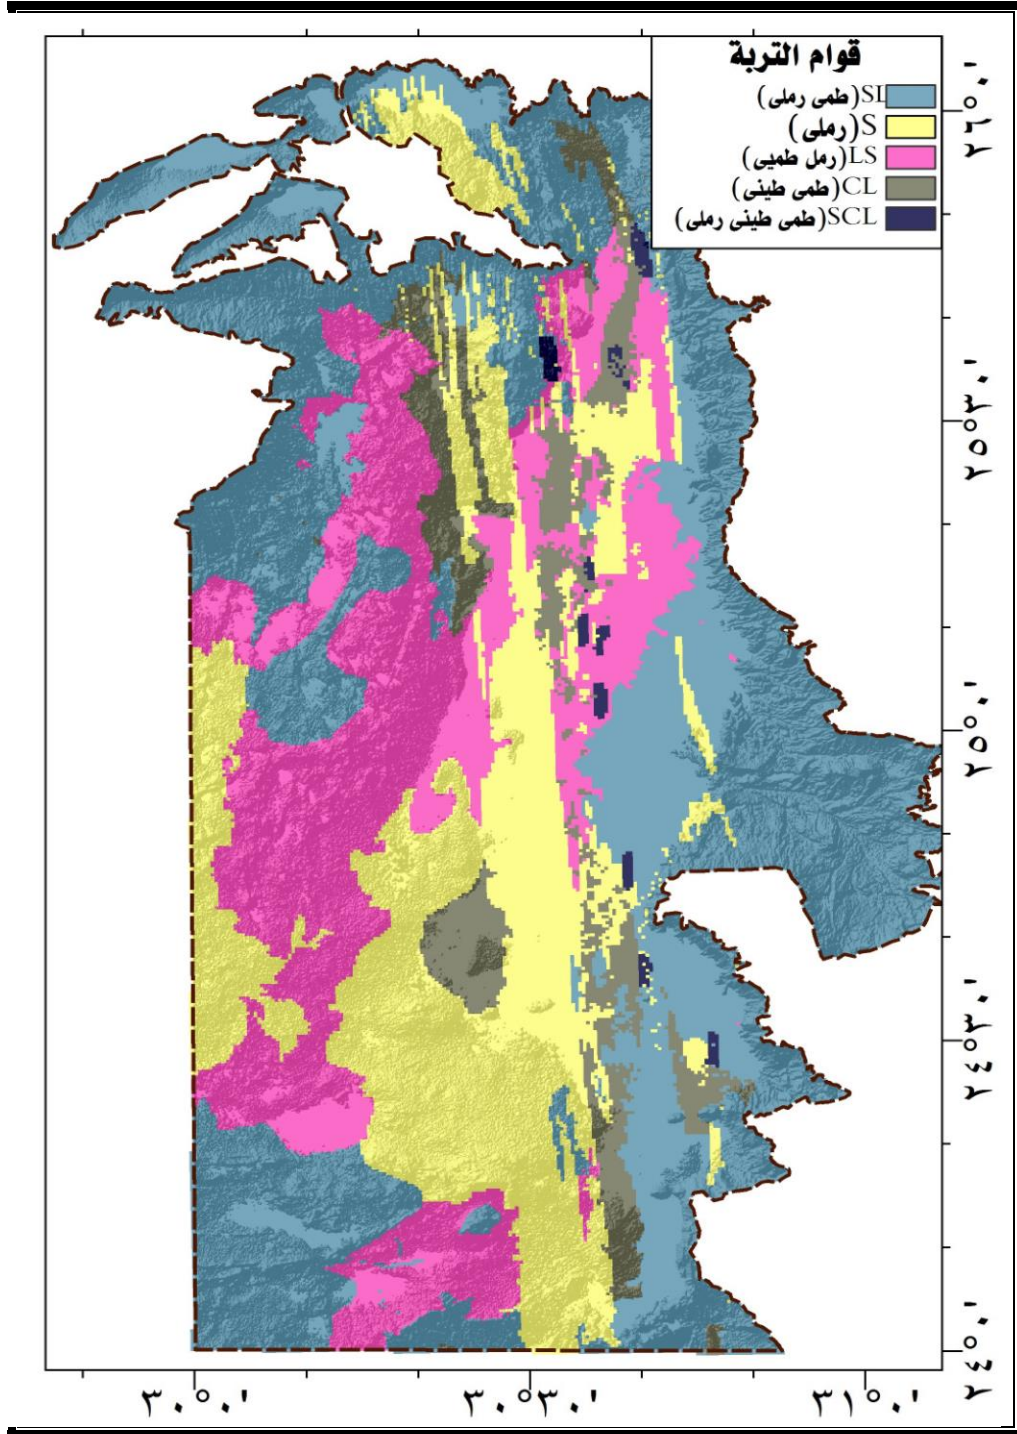 قوام التربة
SL(طمى رملى)
S(رملى)
LS(رمل طميى)
CL(طمى طينى)
SCL(طمى طينى رملى)
٢٦°٠'
٢٥°٣٠'
٢٥°٠'
٢٤°٣٠'
٢٤°٠'
٣٠°٠'
٣٠°٣٠'
٣١°٠'